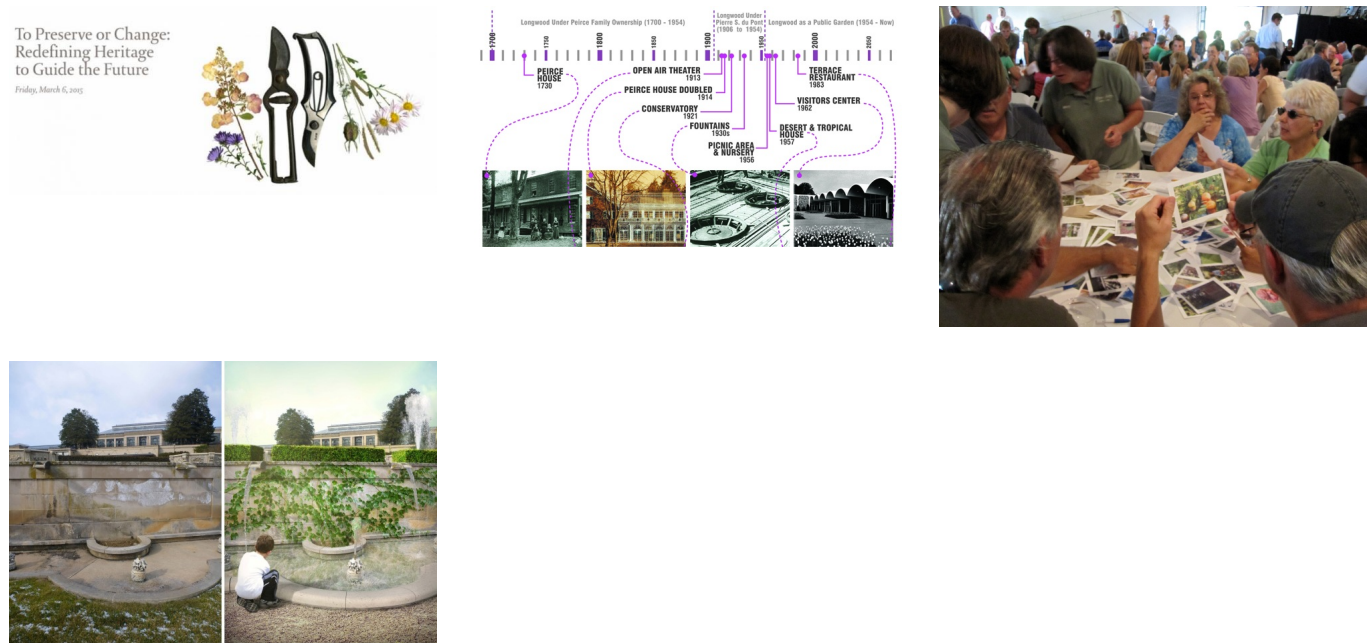 To Preserve or Change:
Redefining Heritage
to Guide the Future
Friday, March 6, 2015
Longwood Under Peirce Family Ownership (1700 - 1954)
Longwood Under
Pierre S. du Pont
(1906 to 1954)
Longwood as a Public Garden (1954 - Now)
1700
1750
1800
1850
1900
1950
2000
2050
PEIRCE
HOUSE
1730
OPEN AIR THEATER
1913
PEIRCE HOUSE DOUBLED
1914
CONSERVATORY
1921
FOUNTAINS
1930s
PICNIC AREA
& NURSERY
1956
TERRACE
RESTAURANT
1983
VISITORS CENTER
1962
DESERT & TROPICAL
HOUSE
1957